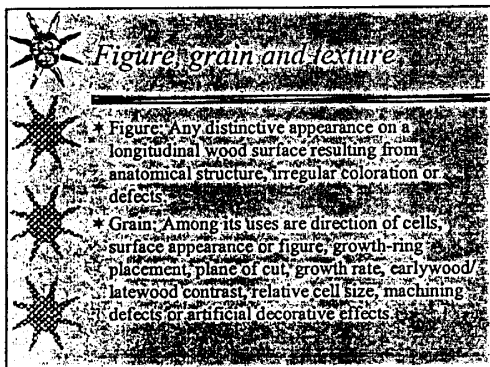 Figure, grain and texture
Figure: Any distinctive appearance on a
longitudinal wood surface resulting from
anatomical structure, irregular coloration or
defects
Grain: Among its uses are direction of cells,
surface appearance or figure, growth-ring
placement, plane of cut, growth rate, earlywood/
latewood contrast, relative cell size, machining
defects or artificial decorative effects